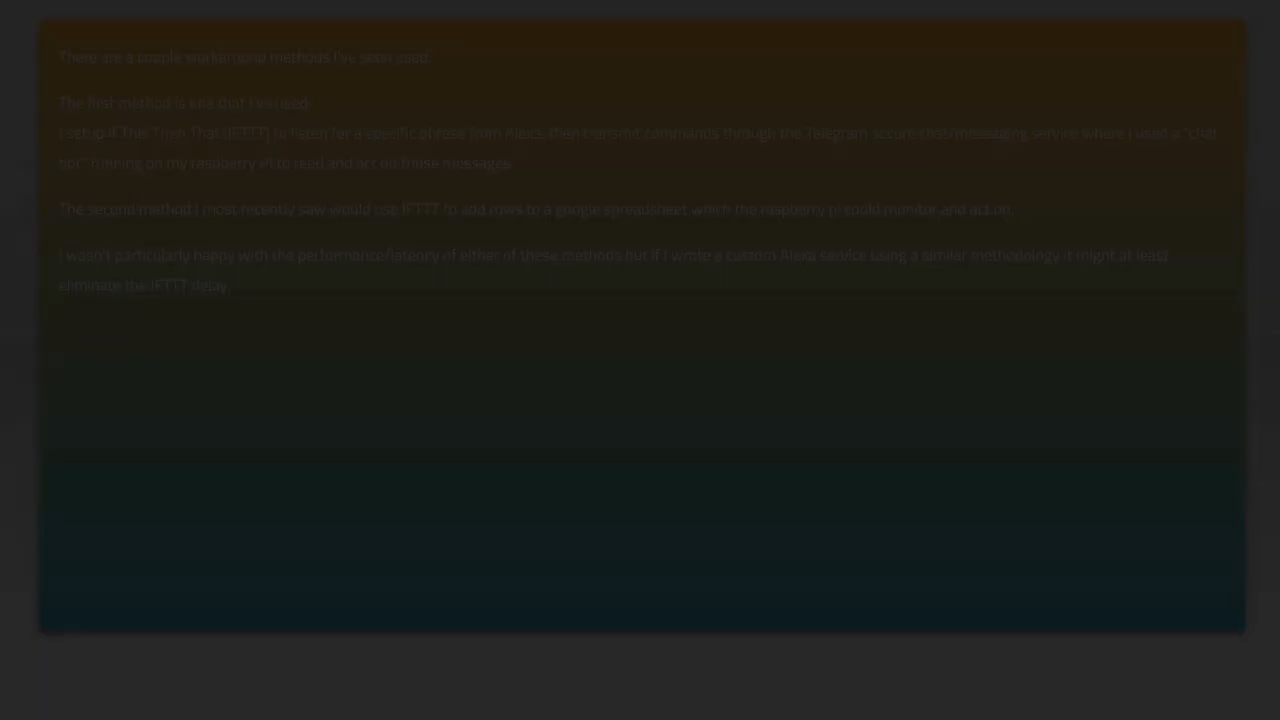 There are a couple workaround methods I've seen used.
The first method is one that I've used:
I setup If This Then That (IFTTT) to listen for a specific phrase from Alexa, then transmit commands through the Telegram secure chat/messaging service where I used a "chat
bot" running on my raspberry Pi to read and act on those messages.
The second method I most recently saw would use IFTTT to add rows to a google spreadsheet which the raspberry pi could monitor and act on.
I wasn't particularly happy with the performance/latency of either of these methods but if I wrote a custom Alexa service using a similar methodology it might at least
eliminate the IFTTT delay.